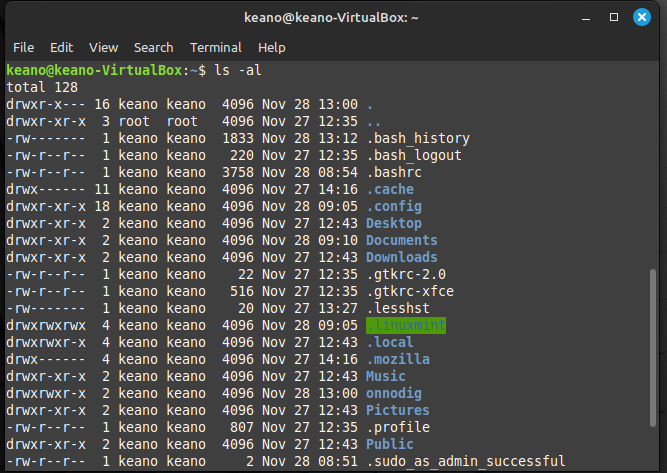 keano@keano-VirtualBox: ~
File Edit View Search Terminal Help
keano@keano-VirtualBox:~$ ls -al
total 128
drwxr-x--- 16 keano keano  4096 Nov 28 13:00 .
drwxr-xr-x  3 root  root   4096 Nov 27 12:35 ..
-rw-------  1 keano keano  1833 Nov 28 13:12 .bash_history
-rw-r--r--  1 keano keano   220 Nov 27 12:35 .bash_logout
-rw-r--r--  1 keano keano  3758 Nov 28 08:54 .bashrc
drwx------ 11 keano keano  4096 Nov 27 14:16 .cache
drwxr-xr-x 18 keano keano  4096 Nov 28 09:05 .config
drwxr-xr-x  2 keano keano  4096 Nov 27 12:43 Desktop
drwxr-xr-x  2 keano keano  4096 Nov 28 09:10 Documents
drwxr-xr-x  2 keano keano  4096 Nov 27 12:43 Downloads
-rw-r--r--  1 keano keano    22 Nov 27 12:35 .gtkrc-2.0
-rw-r--r--  1 keano keano   516 Nov 27 12:35 .gtkrc-xfce
-rw-------  1 keano keano    20 Nov 27 13:27 .lesshst
drwxrwxrwx  4 keano keano  4096 Nov 28 09:05 .linuxmint
drwxrwxr-x  4 keano keano  4096 Nov 27 12:43 .local
drwx------  4 keano keano  4096 Nov 27 14:16 .mozilla
drwxr-xr-x  2 keano keano  4096 Nov 27 12:43 Music
drwxrwxr-x  2 keano keano  4096 Nov 28 13:00 onnodig
drwxr-xr-x  2 keano keano  4096 Nov 27 12:43 Pictures
-rw-r--r--  1 keano keano   807 Nov 27 12:35 .profile
drwxr-xr-x  2 keano keano  4096 Nov 27 12:43 Public
-rw-r--r--  1 keano keano     2 Nov 28 08:51 .sudo_as_admin_successful